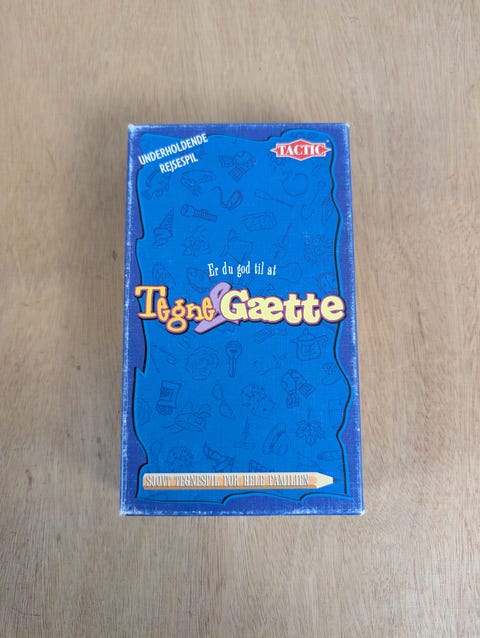 UNDERHOLDENDE
REJSESPIL
TACTIC
Er du god til at
Tegne & Gætte
SJOVT TEGNESPIL FOR HELE FAMILIEN